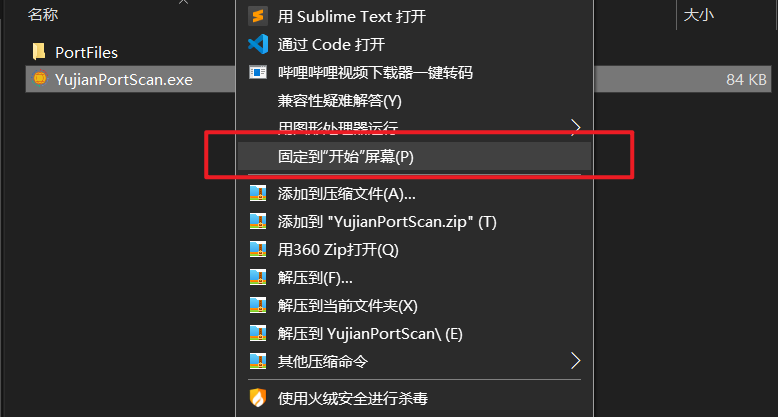 名称
大小
PortFiles
YujianPortScan.exe
84 KB
用 Sublime Text 打开
通过 Code 打开
哔哩哔哩视频下载器一键转码
兼容性疑难解答(Y)
用图形处理器运行
固定到“开始”屏幕(P)
添加到压缩文件(A)...
添加到 "YujianPortScan.zip" (T)
用360 Zip打开(Q)
解压到(F)...
解压到当前文件夹(X)
解压到 YujianPortScan\ (E)
其他压缩命令
使用火绒安全进行杀毒